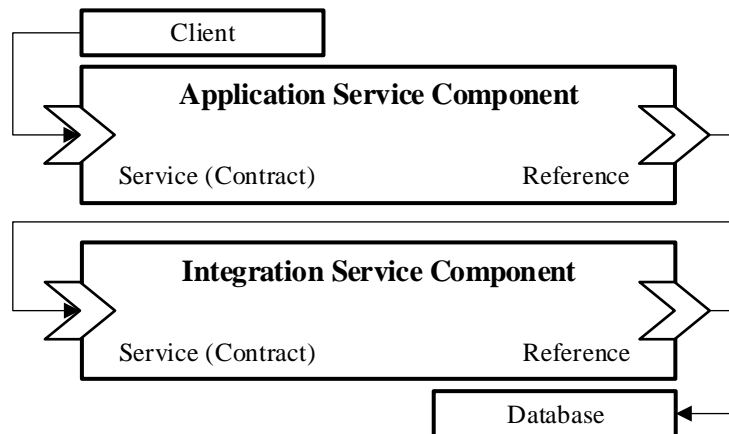 Client
Application Service Component
Service (Contract) Reference
Integration Service Component
Service (Contract) Reference
Database